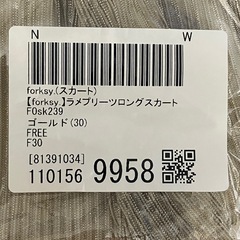 N W
forksy.(スカート)
【forksy.】ラメプリーツロングスカート
FOsk239
ゴールド(30)
FREE
F30
[81391034]
110156 9958